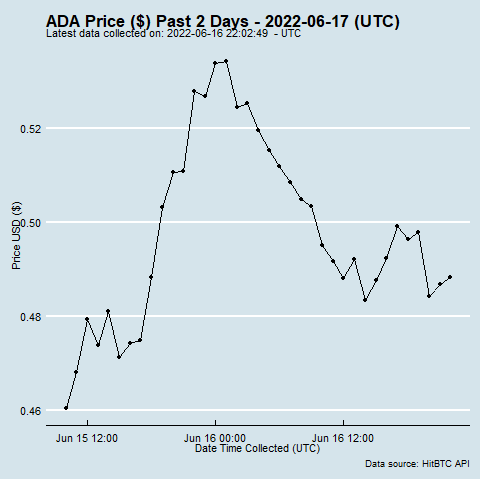 ADA Price ($) Past 2 Days - 2022-06-17 (UTC)
Latest data collected on: 2022-06-16 22:02:49 - UTC
0.52
0.50
0.48
0.46
Price USD ($)
Jun 15 12:00
Jun 16 00:00
Jun 16 12:00
Date Time Collected (UTC)
Data source: HitBTC API